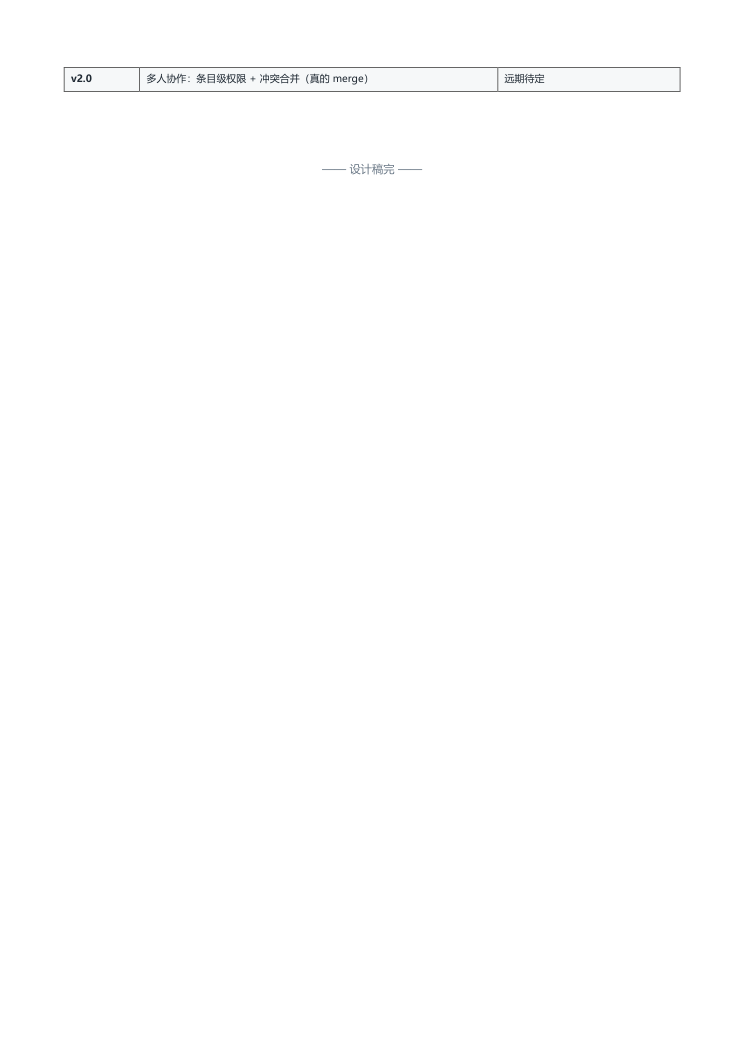 v2.0 多人协作：条目级权限 + 冲突合并（真的 merge） 远期待定
—— 设计稿完 ——